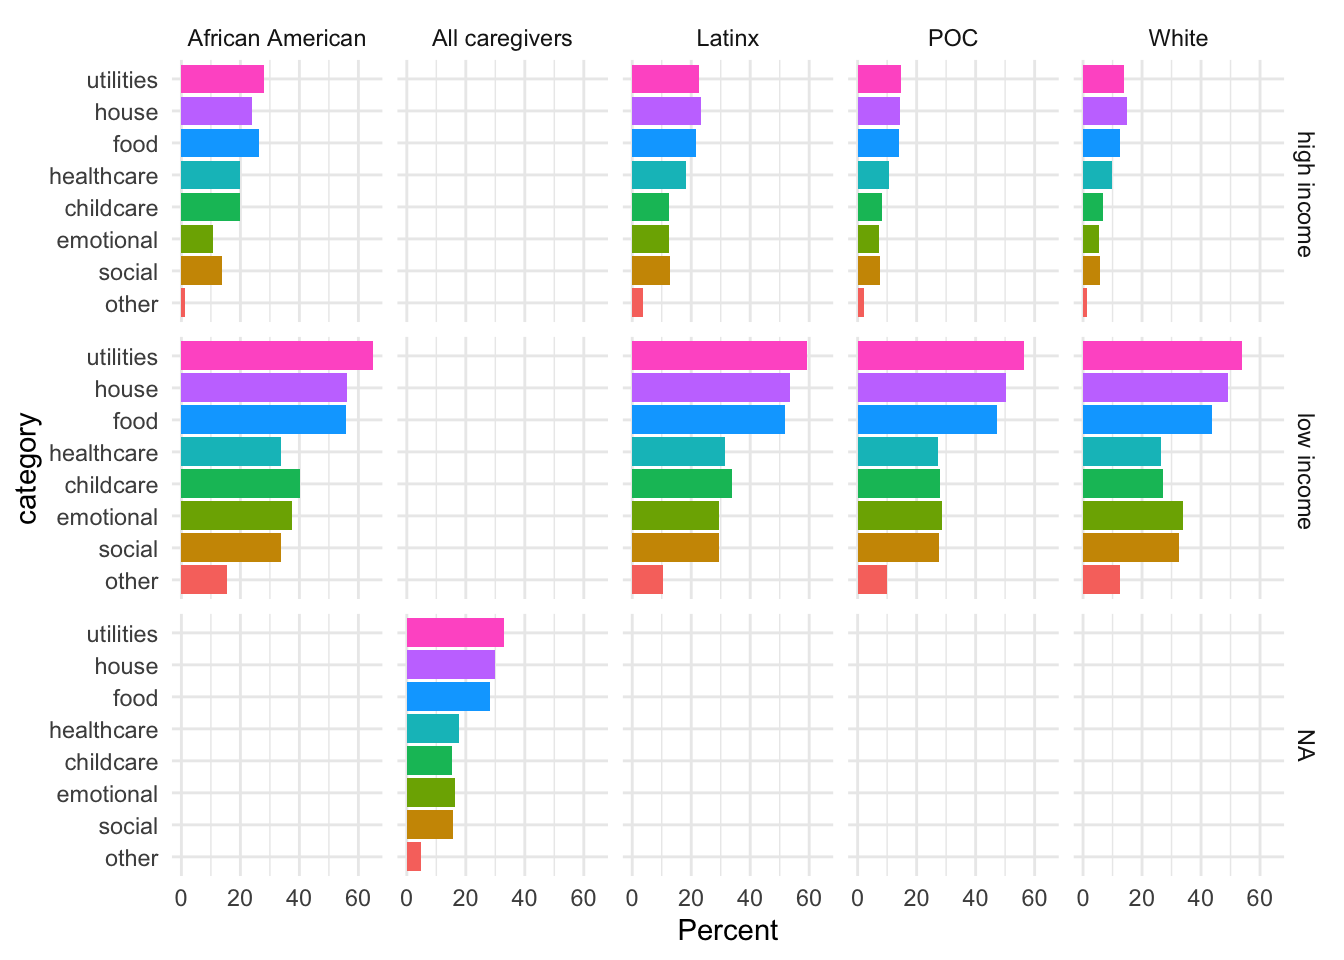 African American All caregivers Latinx POC White
utilities
house
food
healthcare
childcare
emotional
social
other
high income
utilities
house
food
healthcare
childcare
emotional
social
other
low income
category
utilities
house
food
healthcare
childcare
emotional
social
other
NA
0 20 40 60 0 20 40 60 0 20 40 60 0 20 40 60 0 20 40 60
Percent